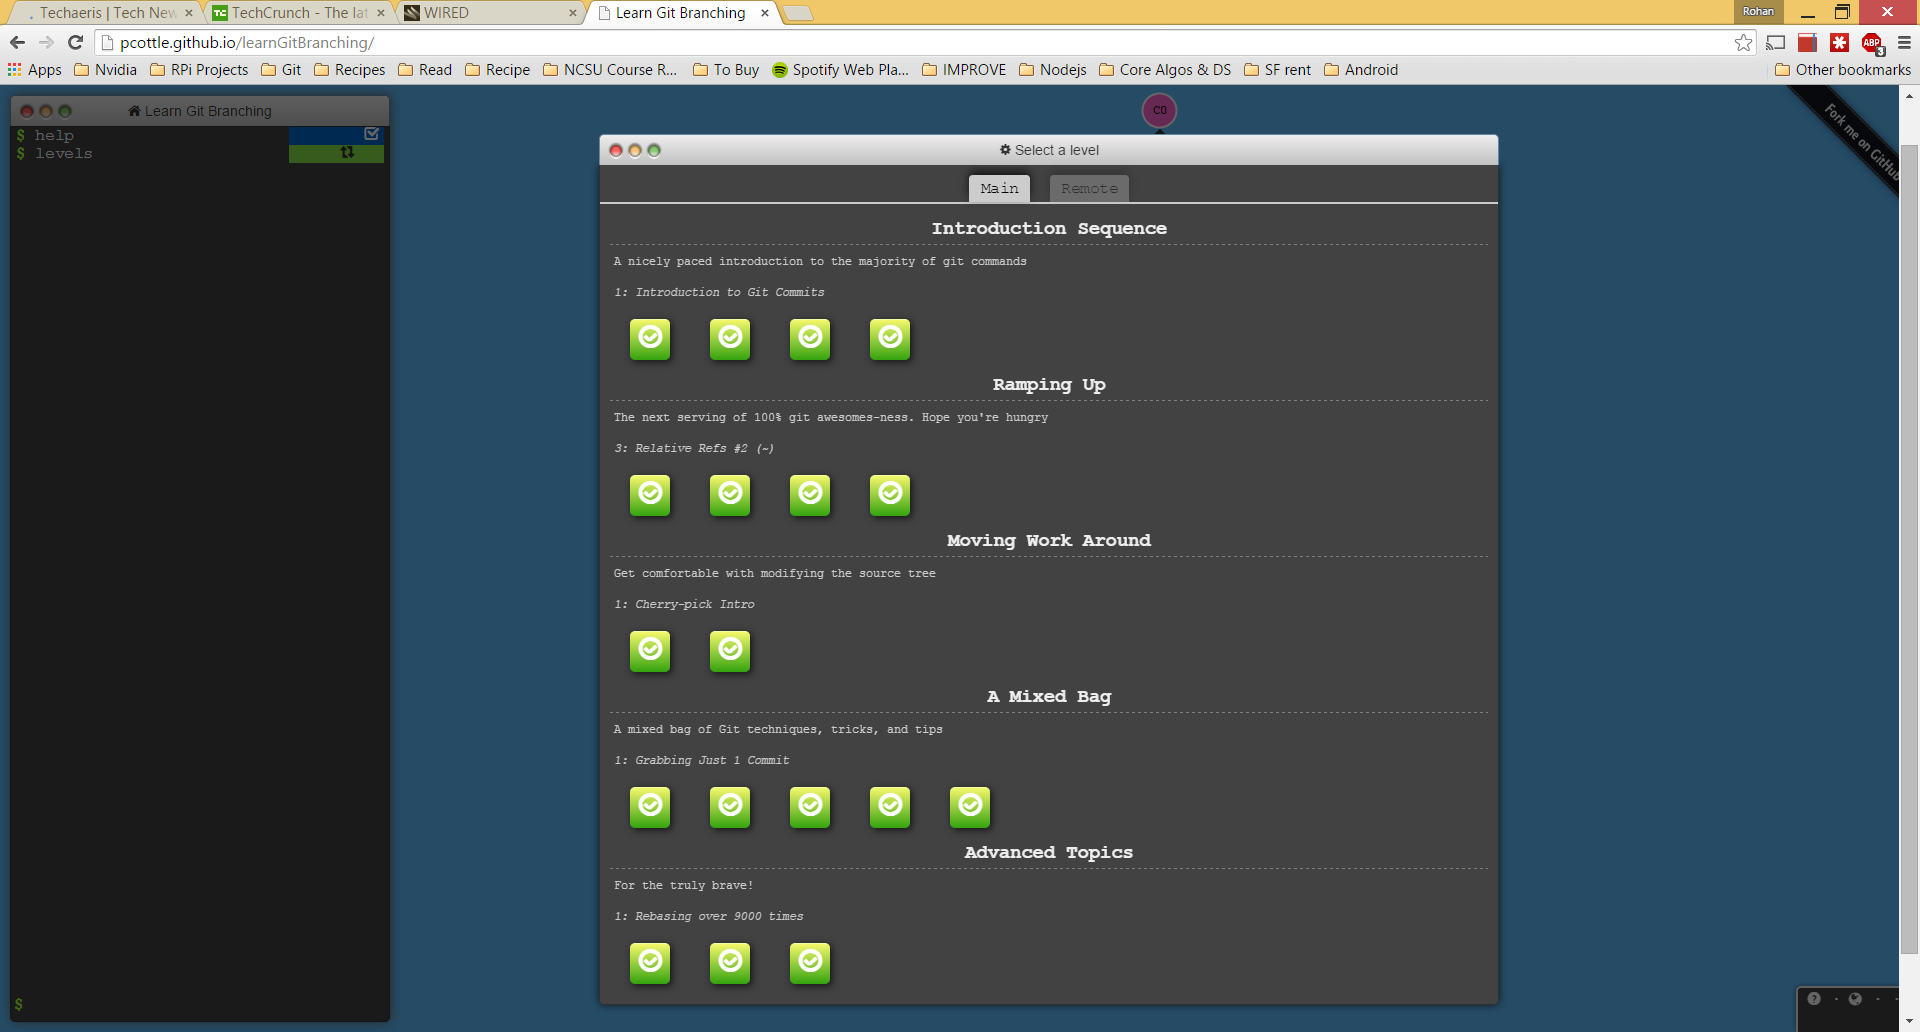 Techaeris | Tech New
TechCrunch - The lat
WIRED
Learn Git Branching
Rohan
pcottle.github.io/learnGitBranching/
ABP
3
Apps
Nvidia
RPi Projects
Git
Recipes
Read
Recipe
NCSU Course R...
To Buy
Spotify Web Pla...
IMPROVE
Nodejs
Core Algos & DS
SF rent
Android
Other bookmarks
Learn Git Branching
$ help
$ levels
$
C0
Fork me on GitHub
Select a level
Main
Remote
Introduction Sequence
A nicely paced introduction to the majority of git commands
1: Introduction to Git Commits
Ramping Up
The next serving of 100% git awesomes-ness. Hope you're hungry
3: Relative Refs #2 (~)
Moving Work Around
Get comfortable with modifying the source tree
1: Cherry-pick Intro
A Mixed Bag
A mixed bag of Git techniques, tricks, and tips
1: Grabbing Just 1 Commit
Advanced Topics
For the truly brave!
1: Rebasing over 9000 times